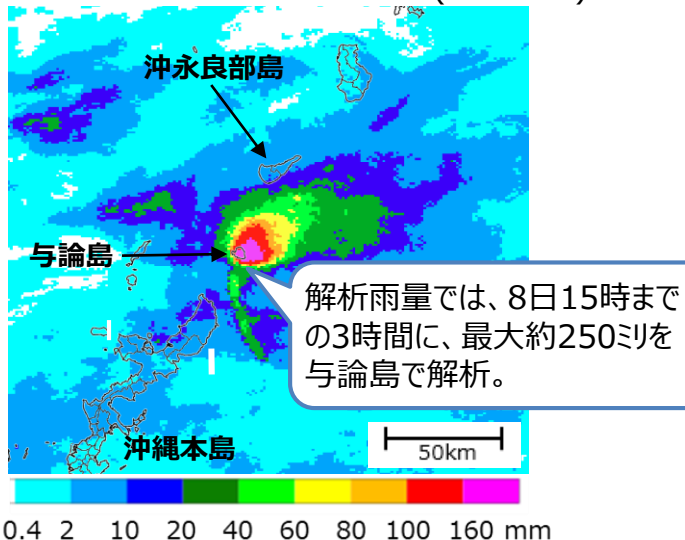 沖永良部島
与論島
解析雨量では、8日15時まで
の3時間に、最大約250ミリを
与論島で解析。
沖縄本島
50km
0.4 2 10 20 40 60 80 100 160 mm